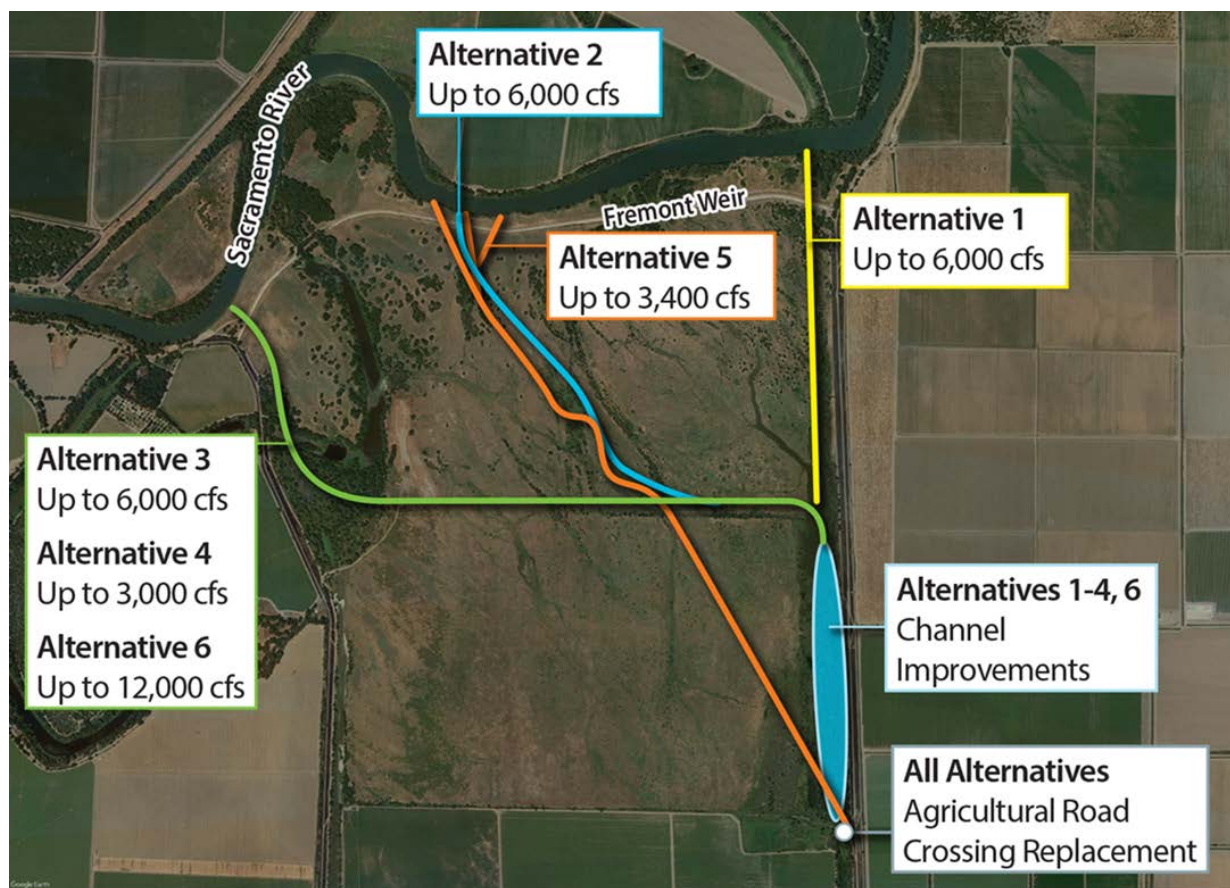 Alternative 2
Up to 6,000 cfs
Sacramento River
Fremont Weir
Alternative 1
Up to 6,000 cfs
Alternative 5
Up to 3,400 cfs
Alternative 3
Up to 6,000 cfs
Alternative 4
Up to 3,000 cfs
Alternative 6
Up to 12,000 cfs
Alternatives 1-4, 6
Channel
Improvements
All Alternatives
Agricultural Road
Crossing Replacement
Google Earth